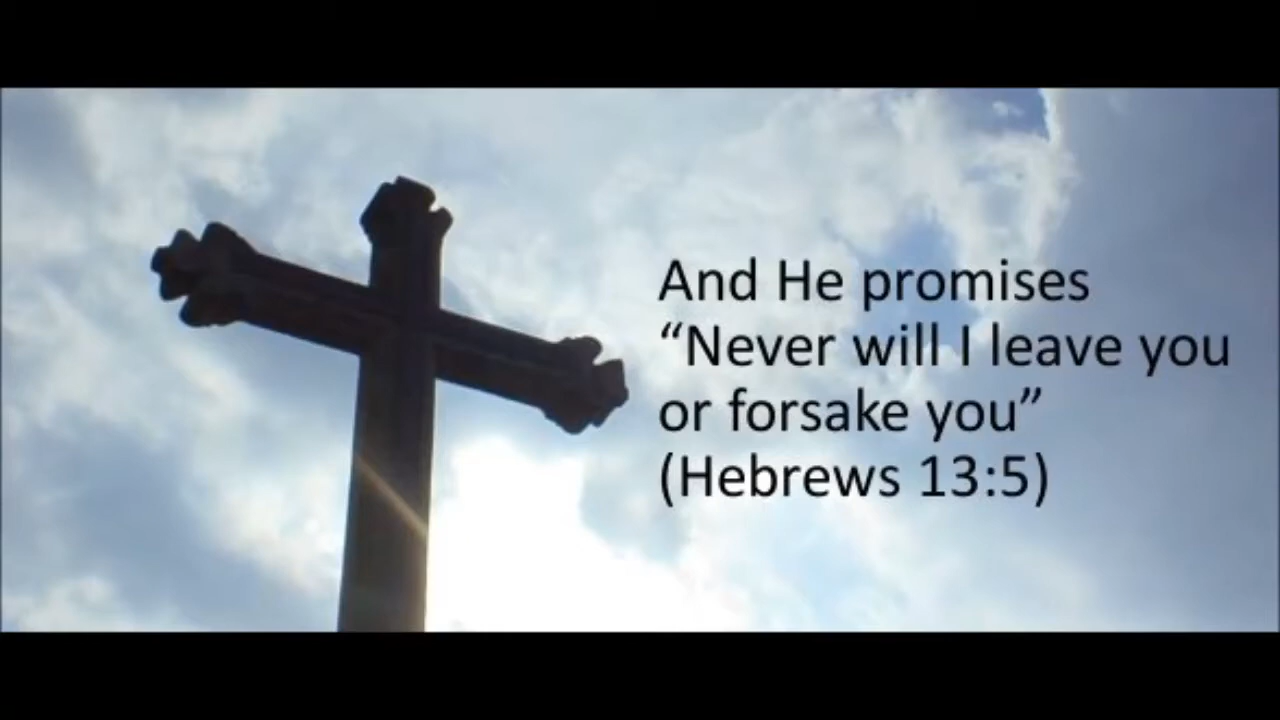 And He promises
“Never will I leave you
or forsake you”
(Hebrews 13:5)